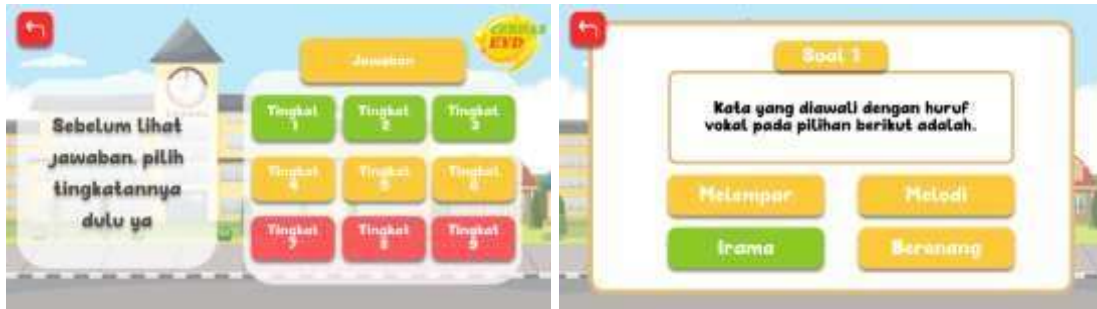 CERDAS
EYD
Jawaban
Sebelum lihat
jawaban, pilih
tingkatannya
dulu ya
Tingkat
1
Tingkat
2
Tingkat
3
Tingkat
4
Tingkat
5
Tingkat
6
Tingkat
7
Tingkat
8
Tingkat
9
Soal 1
Kata yang diawali dengan huruf
vokal pada pilihan berikut adalah.
Melempar
Melodi
Irama
Berenang